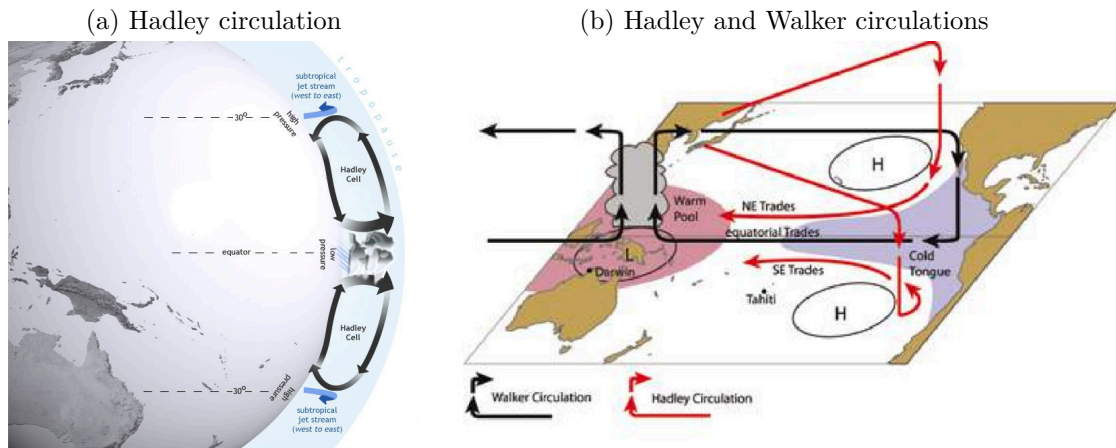 (a) Hadley circulation
(b) Hadley and Walker circulations
tropopause
subtropical
jet stream
(west to east)
30°
high
pressure
Hadley
Cell
equator
low
pressure
Hadley
Cell
30°
high
pressure
subtropical
jet stream
(west to east)
H
Warm
Pool
NE Trades
equatorial Trades
L
Darwin
Cold
Tongue
SE Trades
Tahiti
H
Walker Circulation
Hadley Circulation